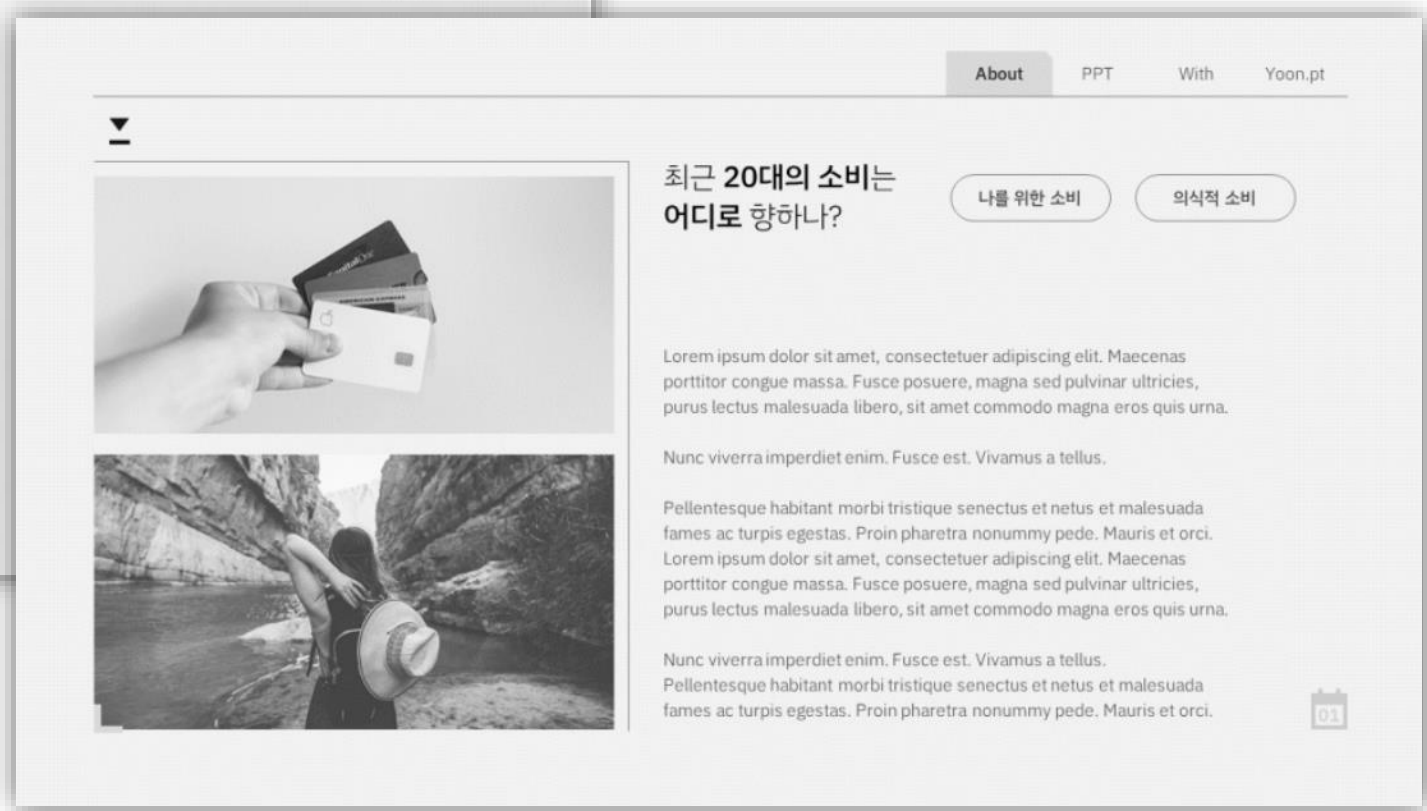 About PPT With Yoon.pt
최근 20대의 소비는
어디로 향하나?
나를 위한 소비
의식적 소비
AMERICAN EXPRESS
Lorem ipsum dolor sit amet, consectetuer adipiscing elit. Maecenas
porttitor congue massa. Fusce posuere, magna sed pulvinar ultricies,
purus lectus malesuada libero, sit amet commodo magna eros quis urna.
Nunc viverra imperdiet enim. Fusce est. Vivamus a tellus.
Pellentesque habitant morbi tristique senectus et netus et malesuada
fames ac turpis egestas. Proin pharetra nonummy pede. Mauris et orci.
Lorem ipsum dolor sit amet, consectetuer adipiscing elit. Maecenas
porttitor congue massa. Fusce posuere, magna sed pulvinar ultricies,
purus lectus malesuada libero, sit amet commodo magna eros quis urna.
Nunc viverra imperdiet enim. Fusce est. Vivamus a tellus.
Pellentesque habitant morbi tristique senectus et netus et malesuada
fames ac turpis egestas. Proin pharetra nonummy pede. Mauris et orci.
01